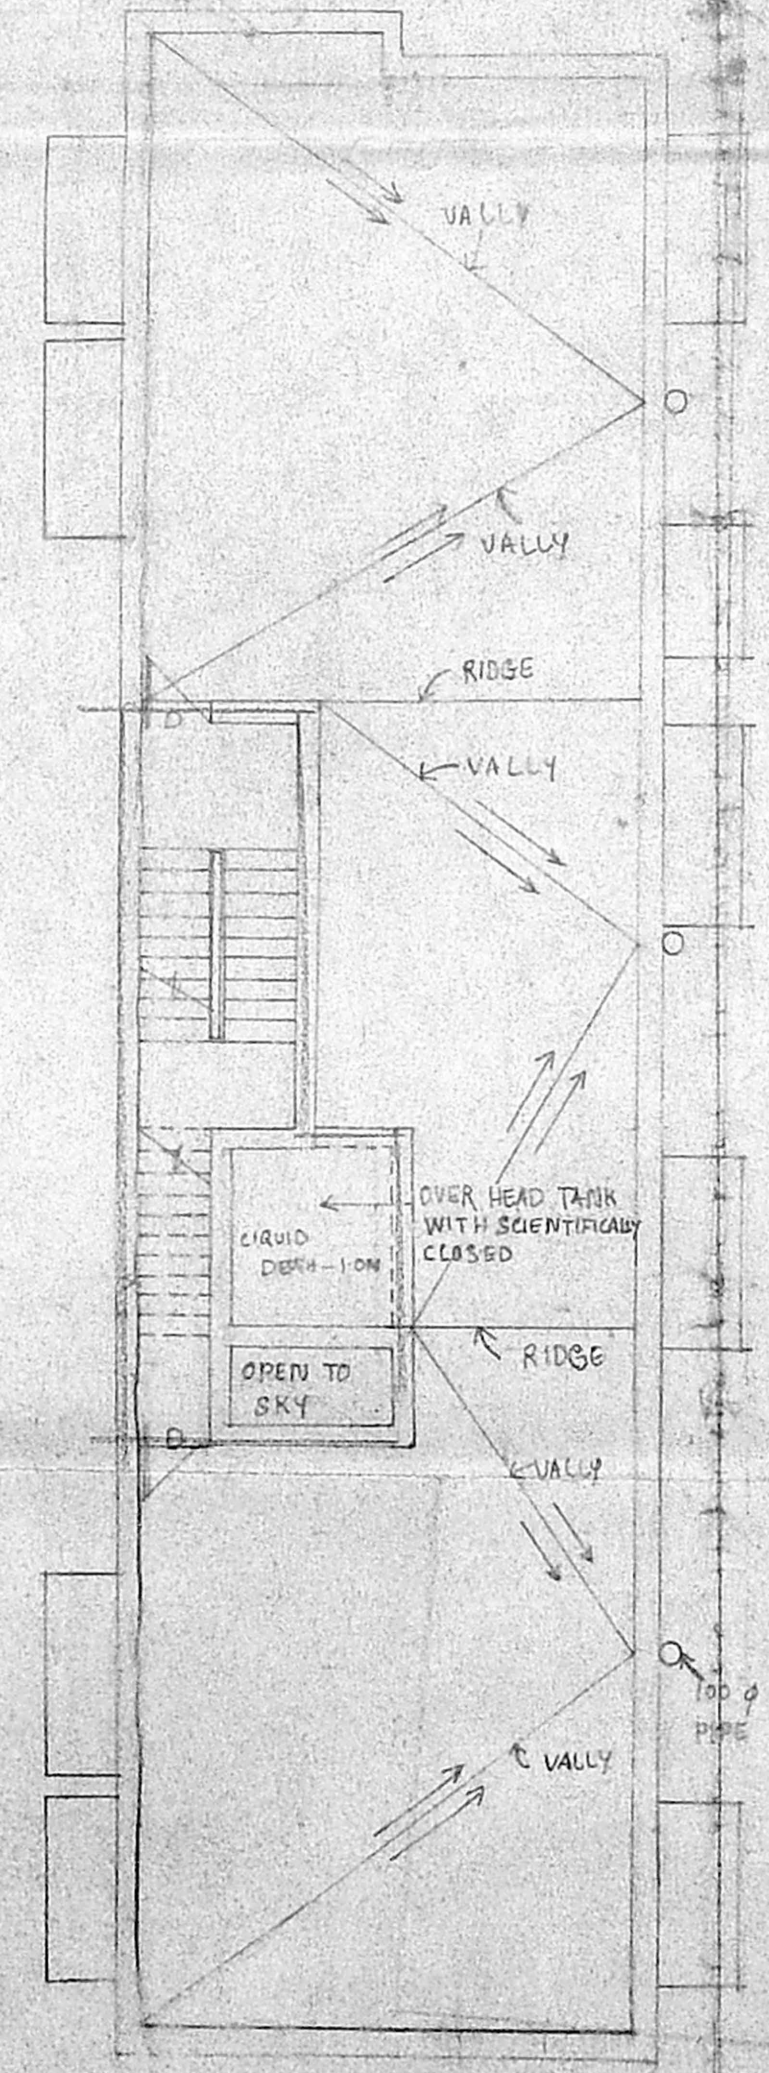 VALLY
VALLY
RIDGE
D
VALLY
OVER HEAD TANK
WITH SCIENTIFICALLY
CLOSED
LIQUID
DEPTH-1.0M
RIDGE
OPEN TO
SKY
D
VALLY
100 φ
PIPE
VALLY